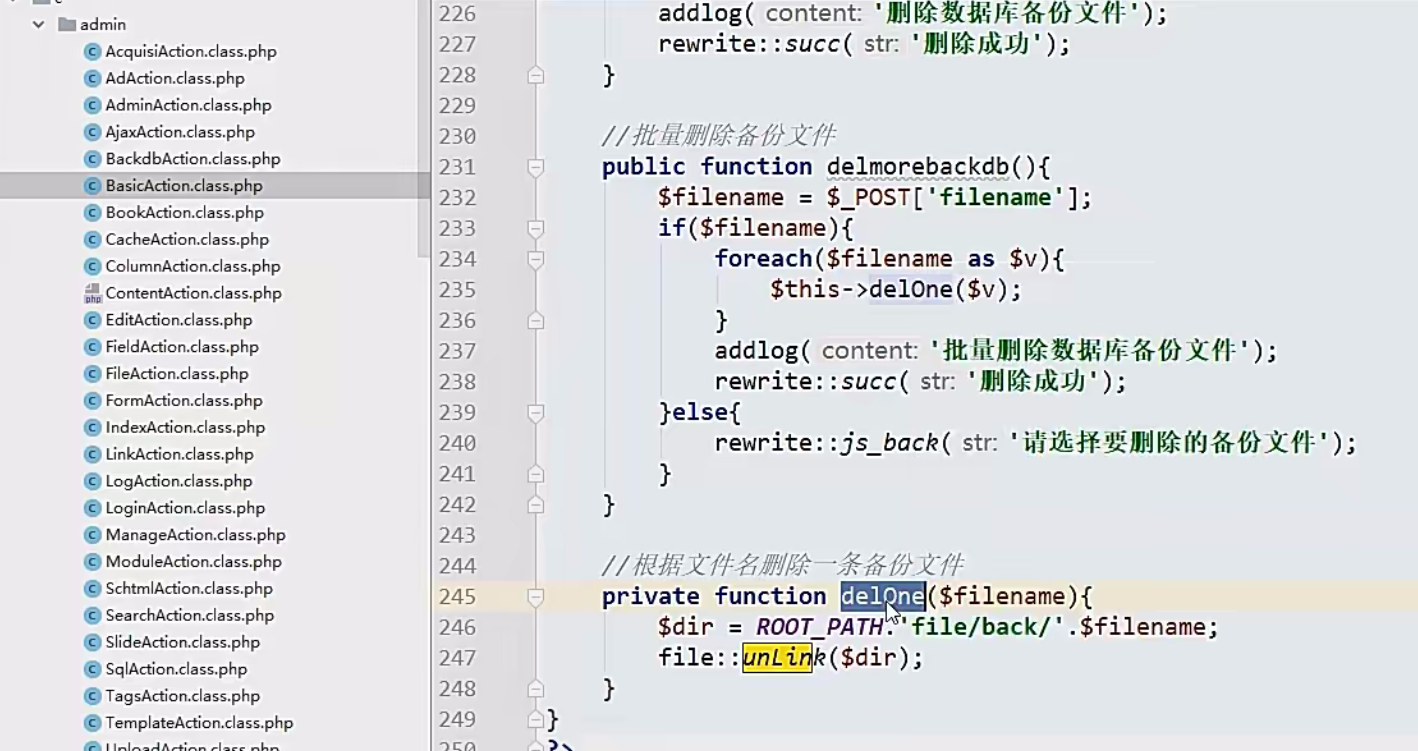 admin
AcquisiAction.class.php
AdAction.class.php
AdminAction.class.php
AjaxAction.class.php
BackdbAction.class.php
BasicAction.class.php
BookAction.class.php
CacheAction.class.php
ColumnAction.class.php
ContentAction.class.php
EditAction.class.php
FieldAction.class.php
FileAction.class.php
FormAction.class.php
IndexAction.class.php
LinkAction.class.php
LogAction.class.php
LoginAction.class.php
ManageAction.class.php
ModuleAction.class.php
SchtmlAction.class.php
SearchAction.class.php
SlideAction.class.php
SqlAction.class.php
TagsAction.class.php
TemplateAction.class.php
UploadAction.class.php
226 addlog( content: '删除数据库备份文件');
227 rewrite::succ( str: '删除成功');
228 }
229
230 //批量删除备份文件
231 public function delmorebackdb(){
232 $filename = $_POST['filename'];
233 if($filename){
234 foreach($filename as $v){
235 $this->delOne($v);
236 }
237 addlog( content: '批量删除数据库备份文件');
238 rewrite::succ( str: '删除成功');
239 }else{
240 rewrite::js_back( str: '请选择要删除的备份文件');
241 }
242 }
243
244 //根据文件名删除一条备份文件
245 private function delOne($filename){
246 $dir = ROOT_PATH.'file/back/'.$filename;
247 file::unLink($dir);
248 }
249 }
250 ?>